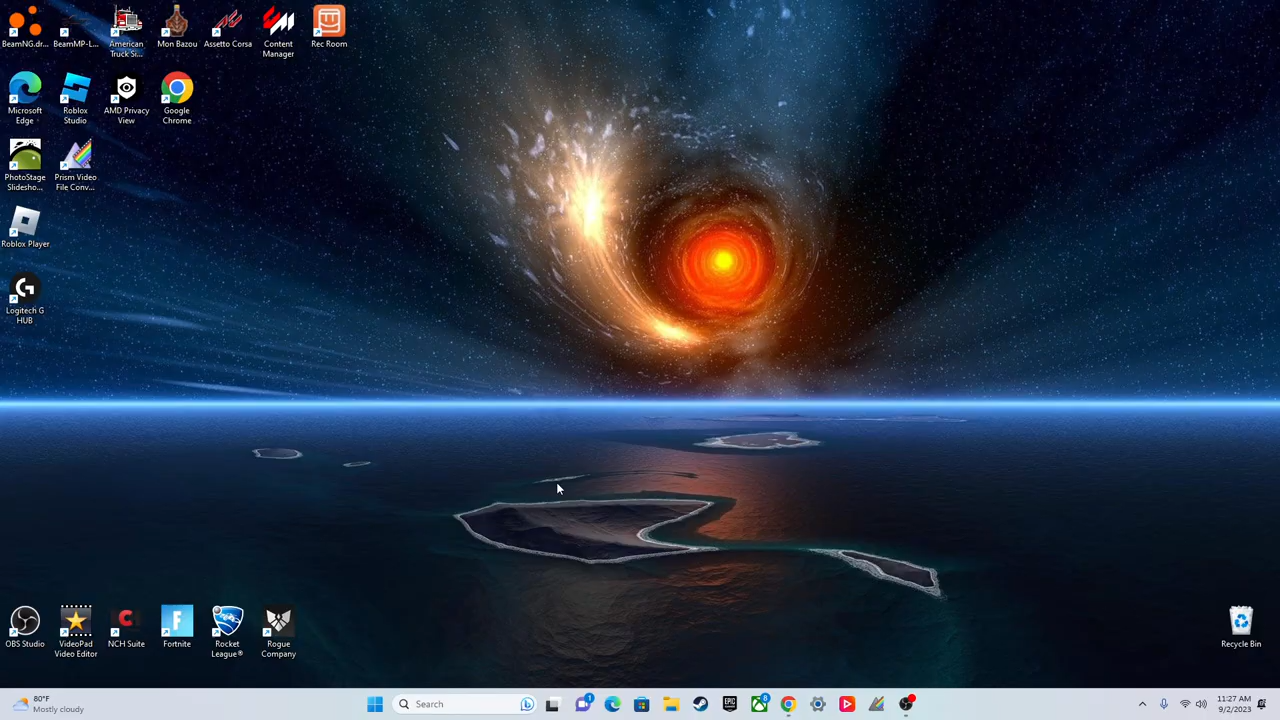 BeamNG.dr...
BeamMP-L...
American
Truck Si...
Mon Bazou
Assetto Corsa
Content
Manager
Rec Room
Microsoft
Edge
Roblox
Studio
AMD Privacy
View
Google
Chrome
PhotoStage
Slidesho...
Prism Video
File Conv...
Roblox Player
Logitech G
HUB
OBS Studio
VideoPad
Video Editor
NCH Suite
Fortnite
Rocket
League®
Rogue
Company
Recycle Bin
80°F
Mostly cloudy
Search
1
EPIC
8
11:27 AM
9/2/2023